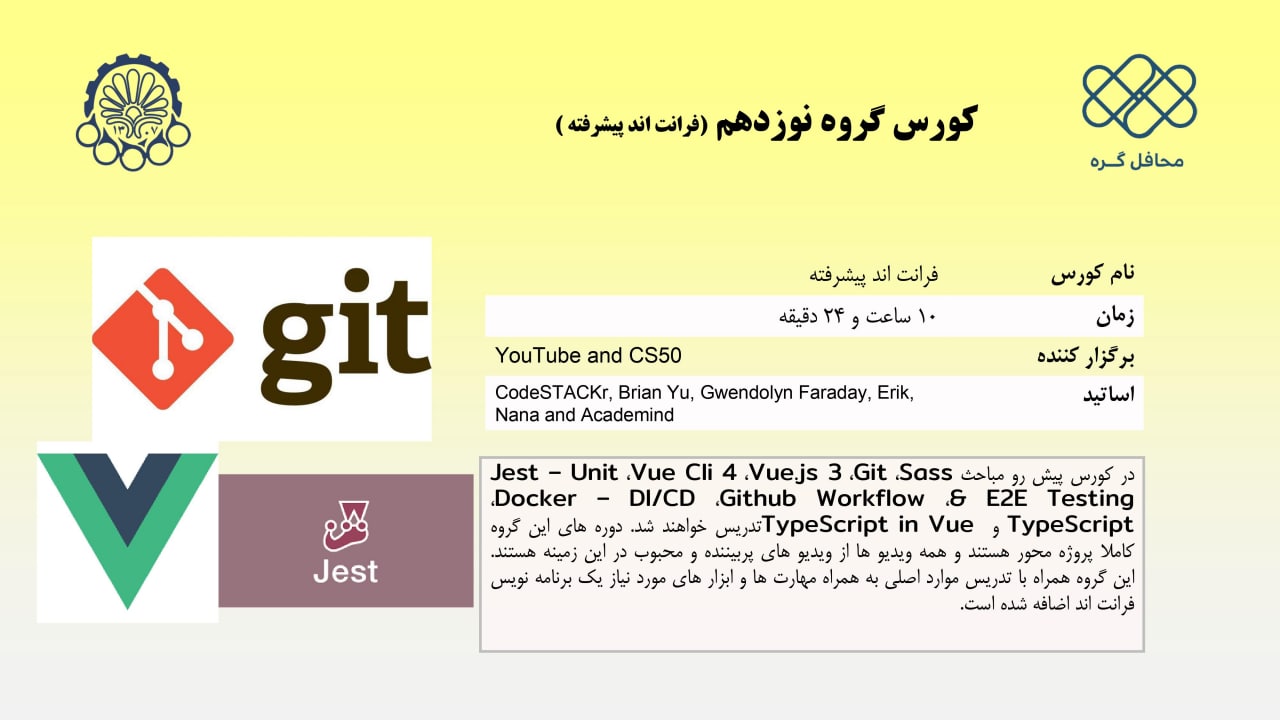 ۱۳۰۷
محافل گــره
کورس گروه نوزدهم (فرانت اند پیشرفته )
git
نام کورس فرانت اند پیشرفته
زمان ۱۰ ساعت و ۲۴ دقیقه
برگزار کننده YouTube and CS50
اساتید CodeSTACKr, Brian Yu, Gwendolyn Faraday, Erik,
Nana and Academind
در کورس پیش رو مباحث Sass، Git، Vue.js 3، Vue Cli 4، Jest – Unit
& E2E Testing، Github Workflow، Docker – DI/CD،
TypeScript و TypeScript in Vueتدریس خواهند شد. دوره های این گروه
کاملا پروژه محور هستند و همه ویدیو ها از ویدیو های پربیننده و محبوب در این زمینه هستند.
این گروه همراه با تدریس موارد اصلی به همراه مهارت ها و ابزار های مورد نیاز یک برنامه نویس
فرانت اند اضافه شده است.
Jest